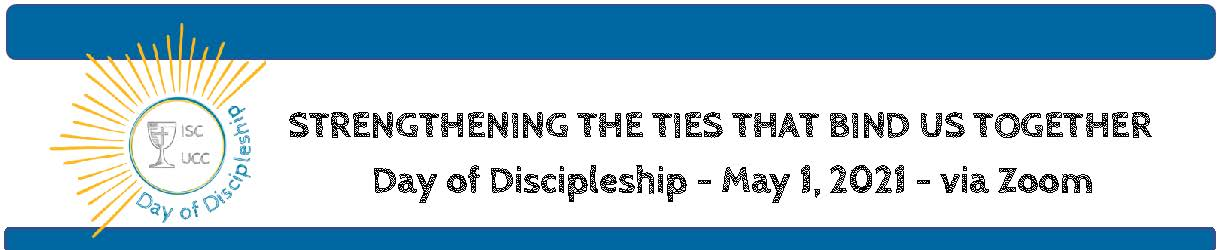 ISC
UCC
Day of Discipleship
STRENGTHENING THE TIES THAT BIND US TOGETHER
Day of Discipleship - May 1, 2021 - via Zoom